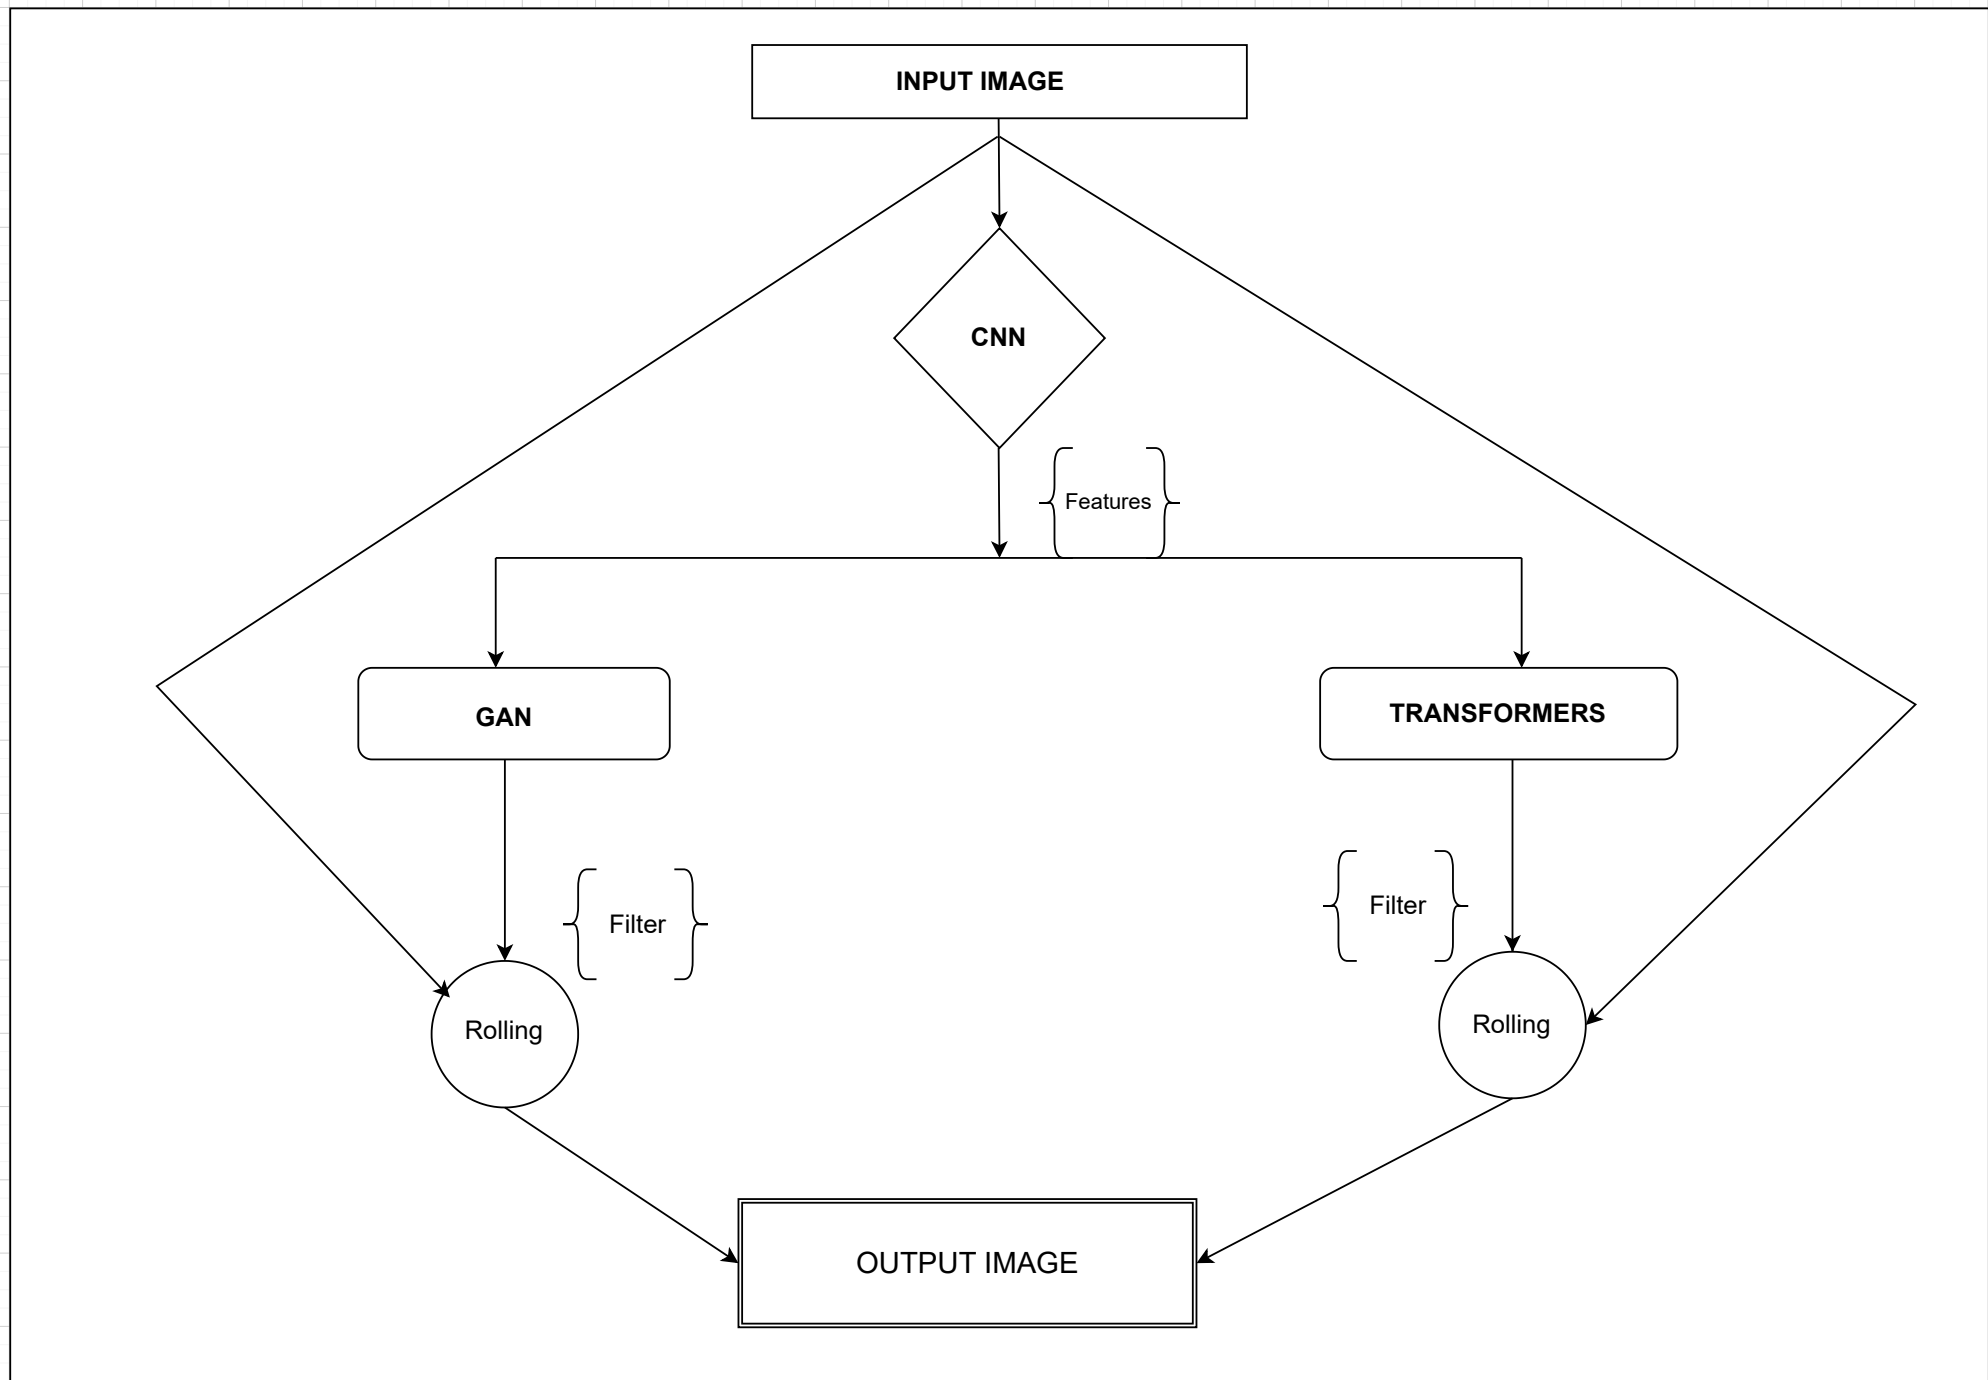 INPUT IMAGE
CNN
Features
GAN
TRANSFORMERS
Filter
Filter
Rolling
Rolling
OUTPUT IMAGE